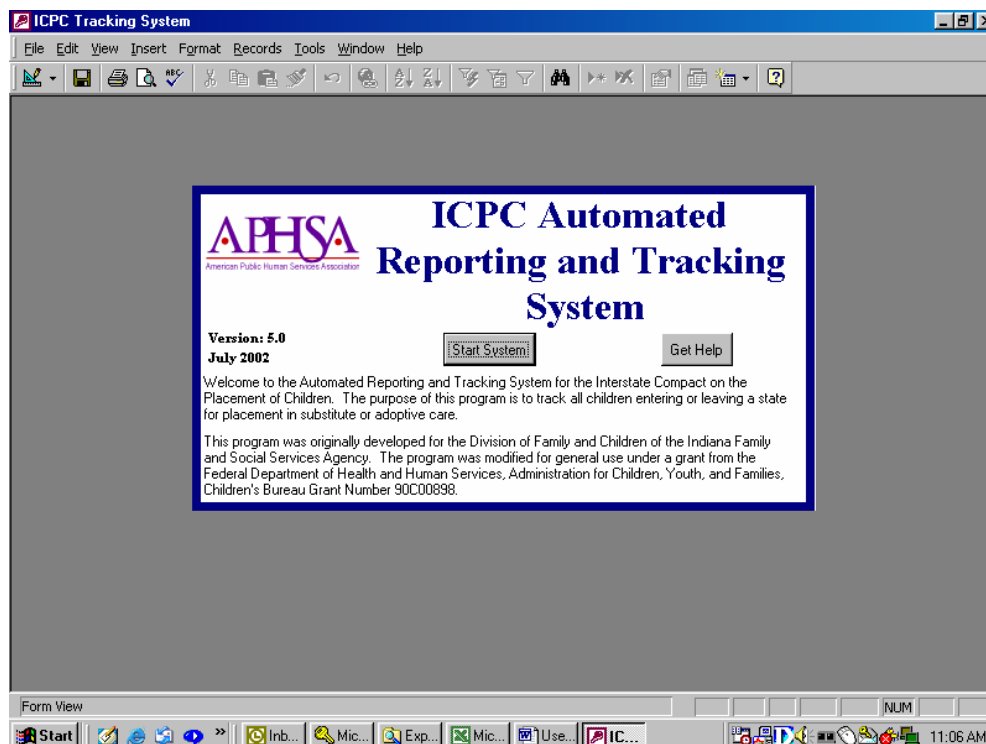 ICPC Tracking System
File Edit View Insert Format Records Tools Window Help
APHSA
American Public Human Services Association
ICPC Automated
Reporting and Tracking
System
Version: 5.0
July 2002
Start System
Get Help
Welcome to the Automated Reporting and Tracking System for the Interstate Compact on the
Placement of Children. The purpose of this program is to track all children entering or leaving a state
for placement in substitute or adoptive care.
This program was originally developed for the Division of Family and Children of the Indiana Family
and Social Services Agency. The program was modified for general use under a grant from the
Federal Department of Health and Human Services, Administration for Children, Youth, and Families,
Children's Bureau Grant Number 90C00898.
Form View NUM
Start » Inb... Mic... Exp... Mic... Use... IC... 11:06 AM